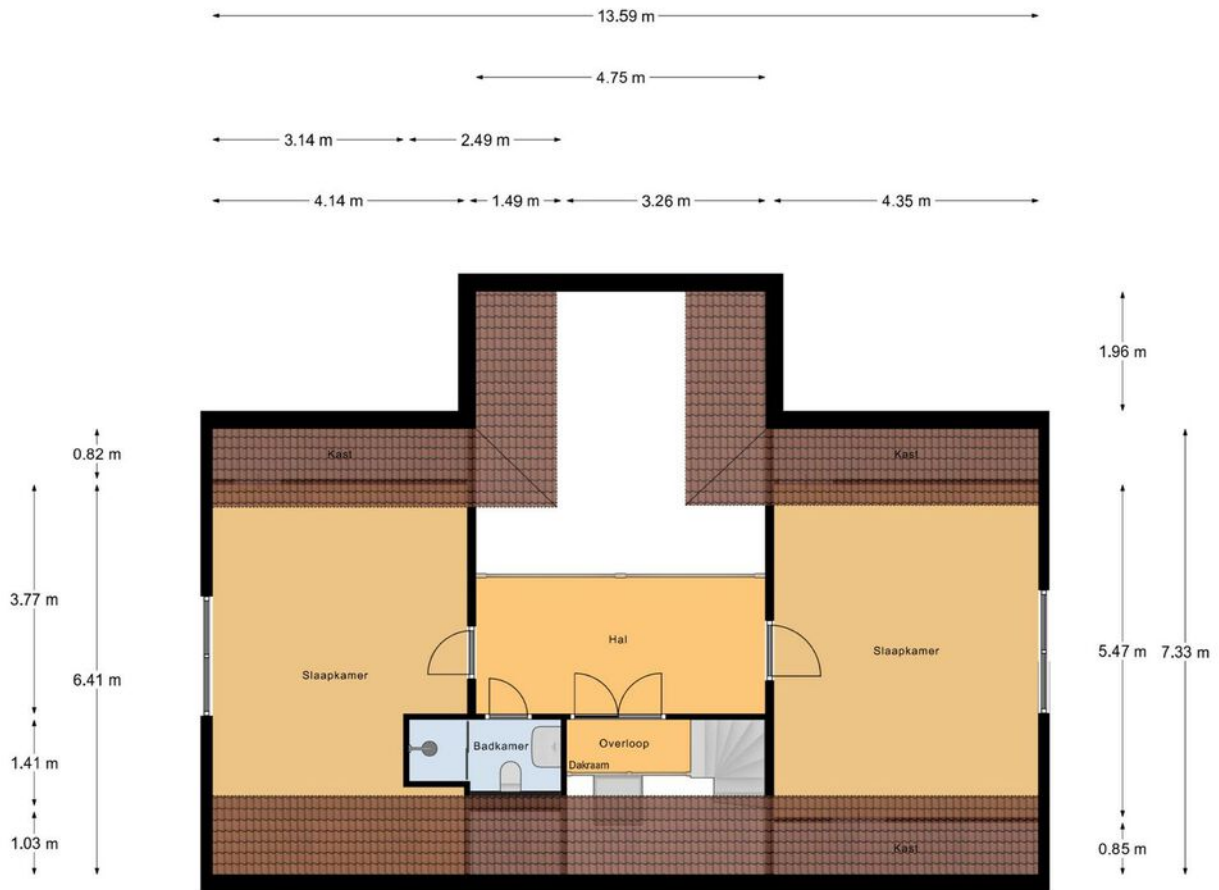 13.59 m
4.75 m
3.14 m
2.49 m
4.14 m
1.49 m
3.26 m
4.35 m
1.96 m
0.82 m
Kast
Kast
3.77 m
Hal
6.41 m
Slaapkamer
Slaapkamer
5.47 m
7.33 m
1.41 m
Badkamer
Overloop
Dakraam
1.03 m
Kast
0.85 m